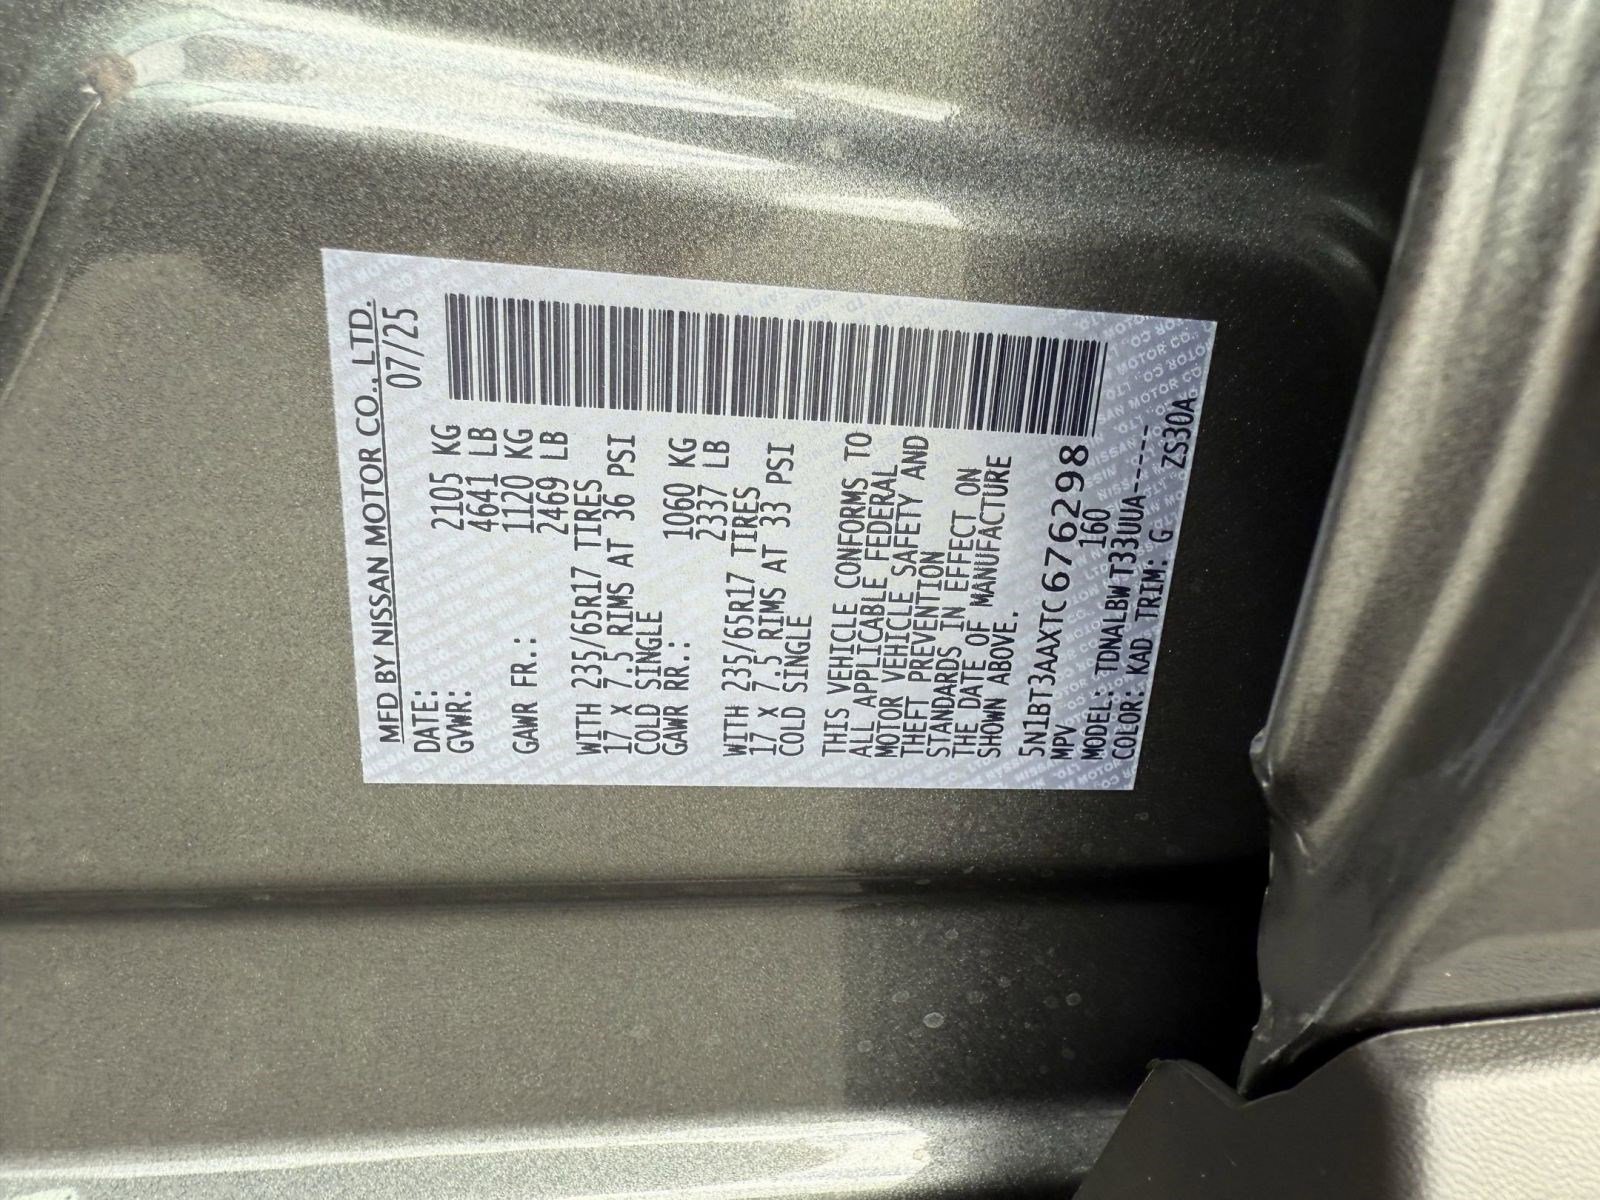 MFD BY NISSAN MOTOR CO., LTD.
DATE: 07/25
GVWR: 2105 KG
4641 LB
GAWR FR.: 1120 KG
2469 LB
WITH 235/65R17 TIRES
17 x 7.5 RIMS AT 36 PSI
COLD SINGLE
GAWR RR.: 1060 KG
2337 LB
WITH 235/65R17 TIRES
17 x 7.5 RIMS AT 33 PSI
COLD SINGLE
THIS VEHICLE CONFORMS TO
ALL APPLICABLE FEDERAL
MOTOR VEHICLE SAFETY AND
THEFT PREVENTION
STANDARDS IN EFFECT ON
THE DATE OF MANUFACTURE
SHOWN ABOVE.
5N1BT3AAXTC676298
MPV 160
MODEL: TDNALBWT33UUA-----
COLOR: KAD TRIM: G ZS30A